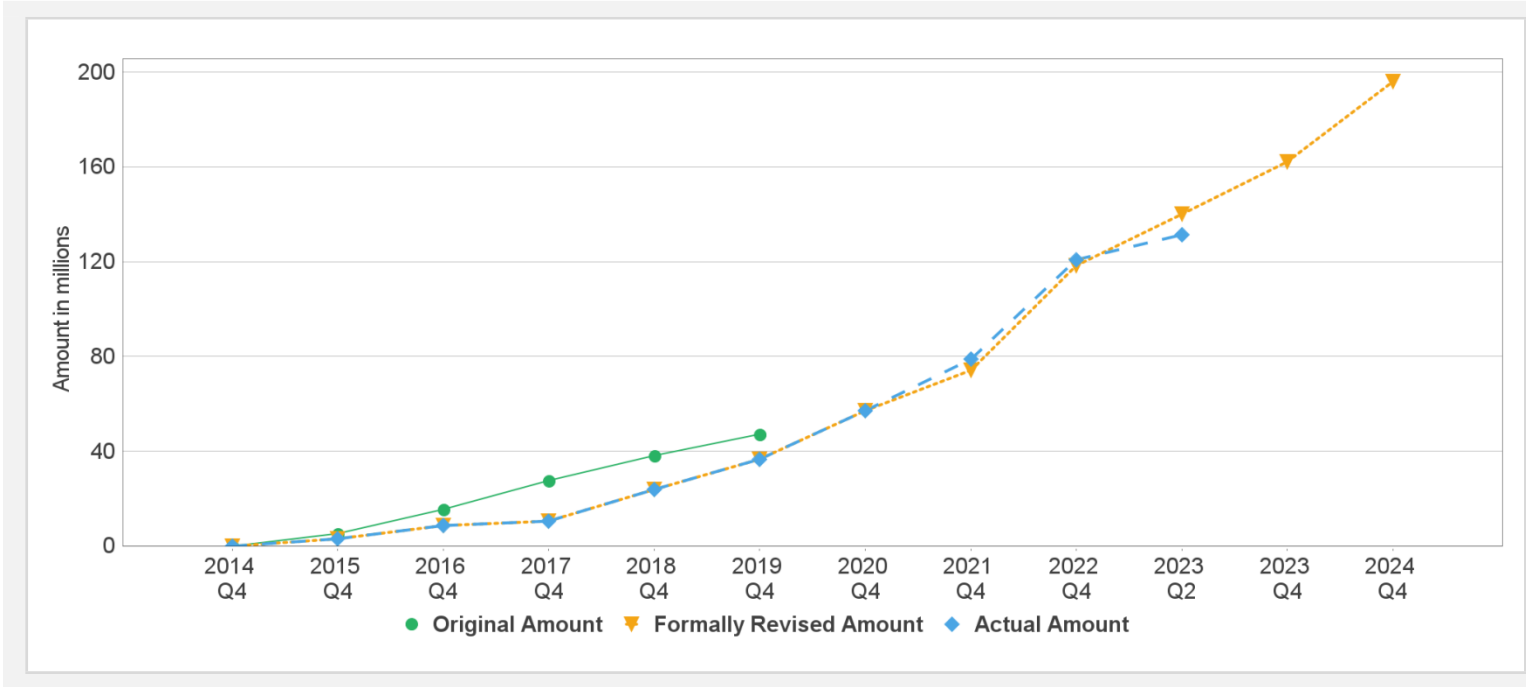 200
160
120
80
40
0
Amount in millions
2014 2015 2016 2017 2018 2019 2020 2021 2022 2023 2023 2024
Q4 Q4 Q4 Q4 Q4 Q4 Q4 Q4 Q4 Q2 Q4 Q4
Original Amount Formally Revised Amount Actual Amount